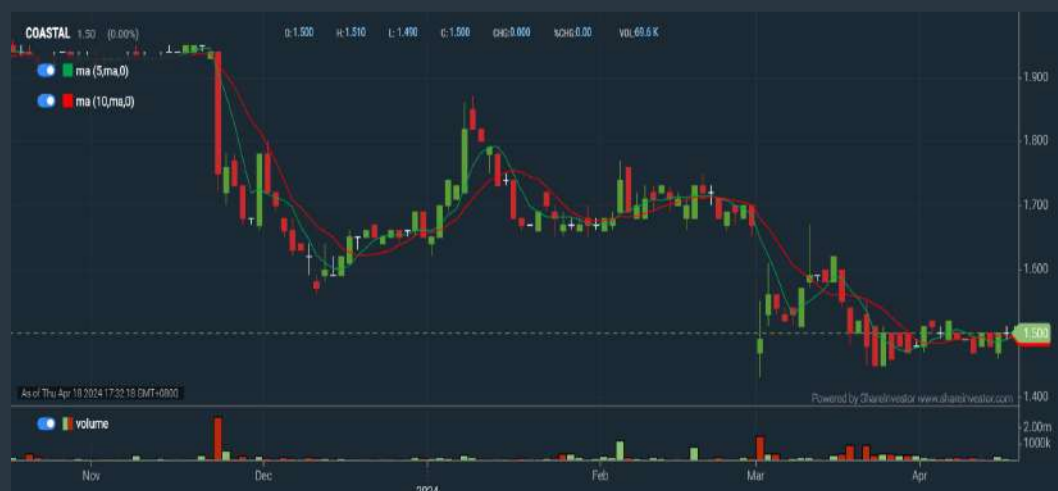 COASTAL 1.50 (0.00%) O:1.500 H:1.510 L: 1.490 C:1.500 CHG:0.000 %CHG:0.00 VOL:69.6 K
ma (5,ma,0)
ma (10,ma,0)
1.900
1.800
1.700
1.600
1.500
1.400
As of Thu Apr 18 2024 17:32:18 GMT+0800
Powered by ShareInvestor www.shareinvestor.com
volume
2.00m
1000k
Nov Dec Feb Mar Apr
2024